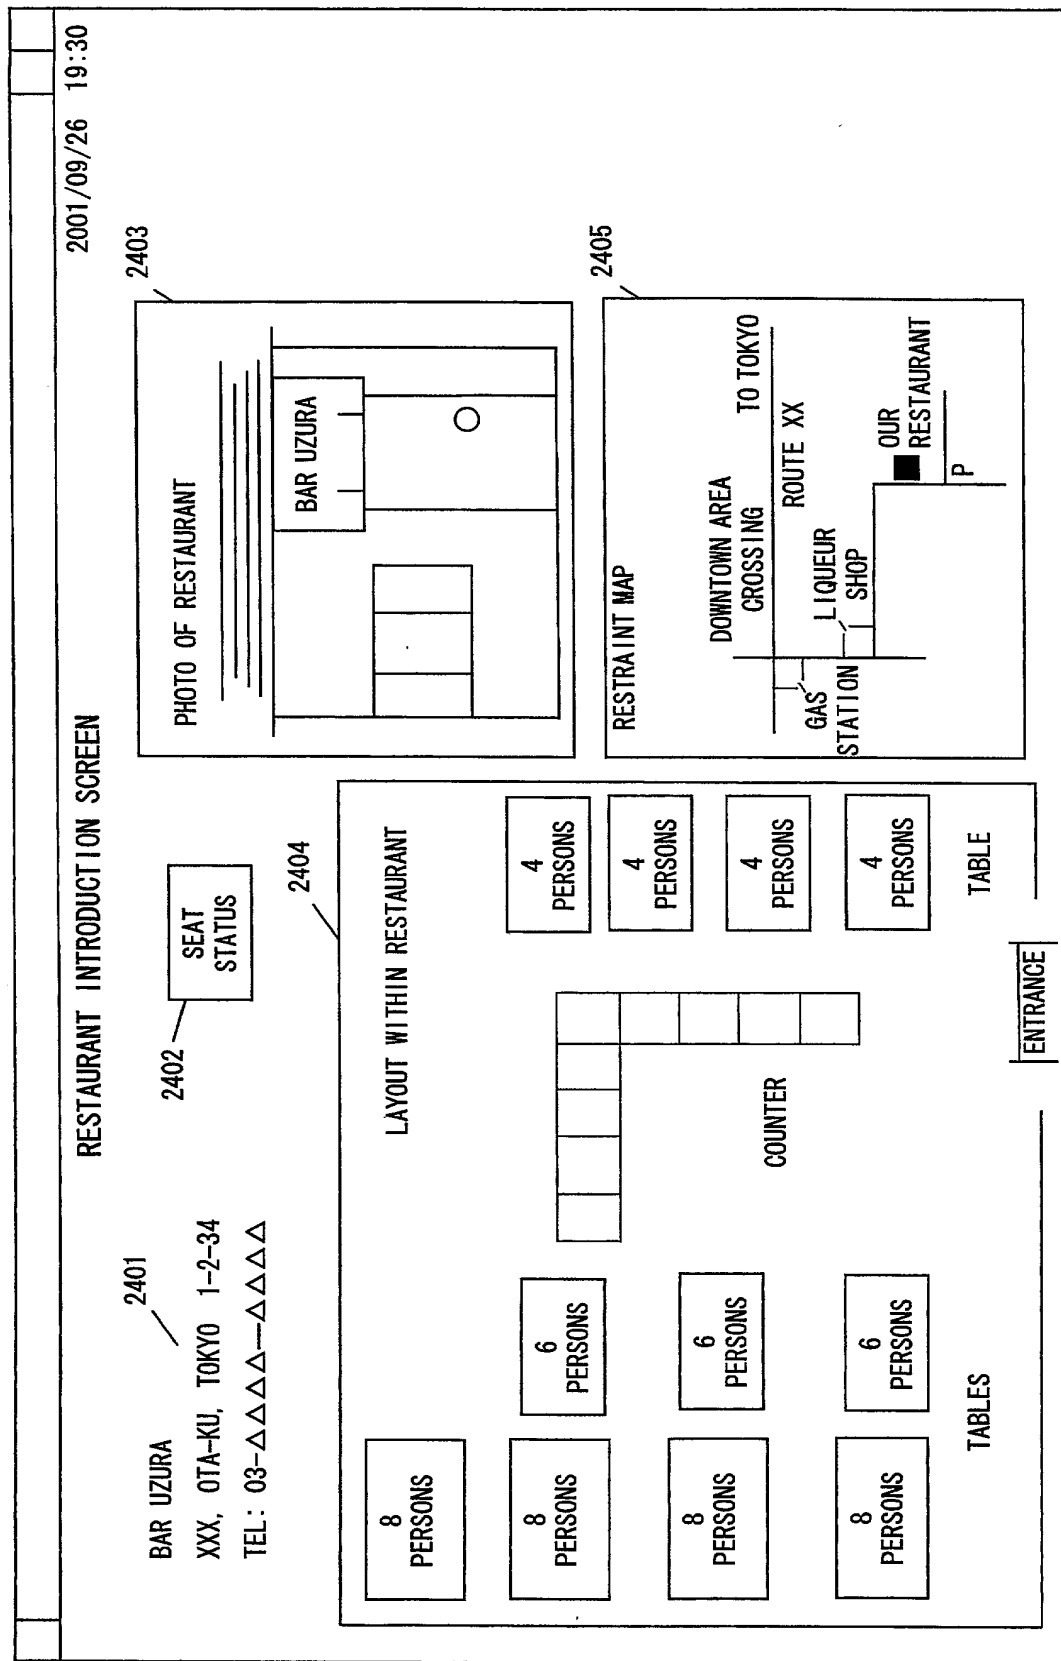 2001/09/26 19:30
RESTAURANT INTRODUCTION SCREEN
BAR UZURA
XXX, OTA-KU, TOKYO 1-2-34
TEL: 03-△△△△—△△△△
2401
2402
SEAT
STATUS
2403
PHOTO OF RESTAURANT
BAR UZURA
2404
LAYOUT WITHIN RESTAURANT
8
PERSONS
8
PERSONS
8
PERSONS
8
PERSONS
6
PERSONS
6
PERSONS
6
PERSONS
TABLES
COUNTER
4
PERSONS
4
PERSONS
4
PERSONS
4
PERSONS
TABLE
ENTRANCE
2405
RESTRAINT MAP
DOWNTOWN AREA
CROSSING
TO TOKYO
ROUTE XX
GAS
STATION
LIQUEUR
SHOP
OUR
RESTAURANT
P